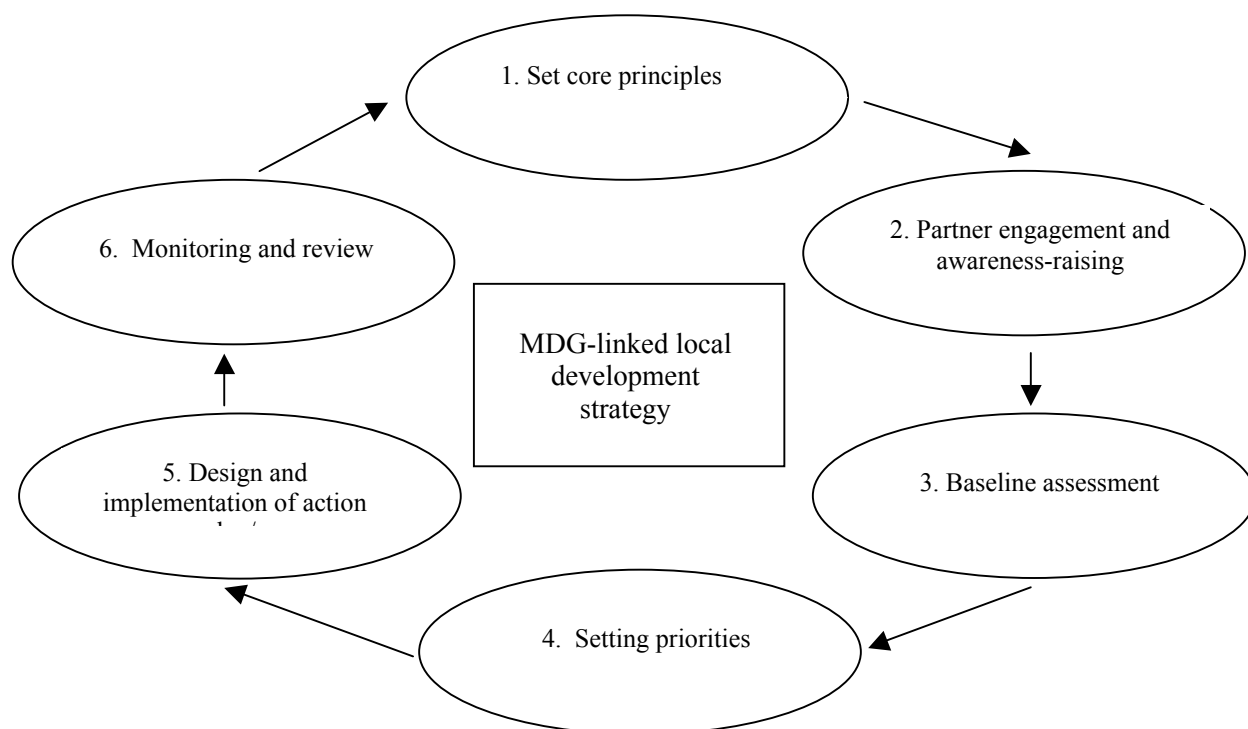 1. Set core principles
2. Partner engagement and
awareness-raising
3. Baseline assessment
4. Setting priorities
5. Design and
implementation of action
6. Monitoring and review
MDG-linked local
development
strategy